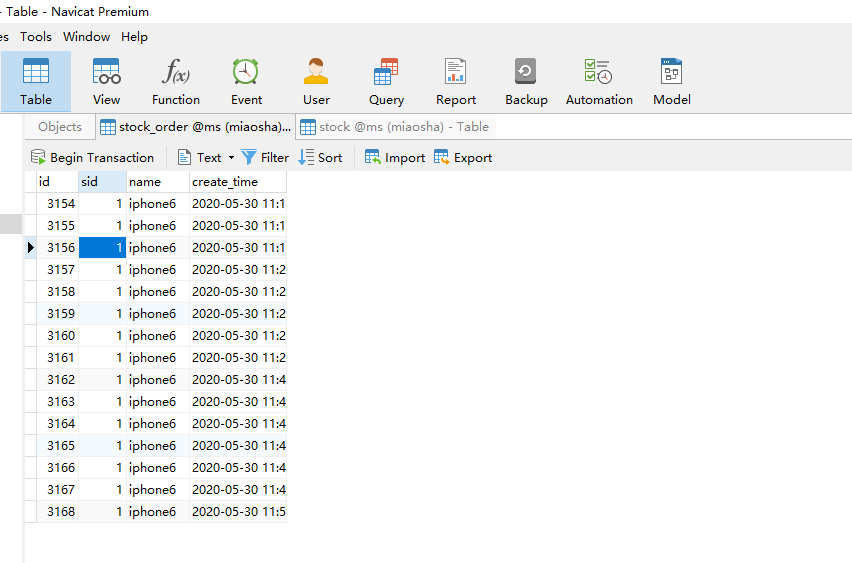 - Table - Navicat Premium
es Tools Window Help
Table View Function Event User Query Report Backup Automation Model
Objects stock_order @ms (miaosha)... stock @ms (miaosha) - Table
Begin Transaction Text Filter Sort Import Export
id sid name create_time
3154 1 iphone6 2020-05-30 11:1
3155 1 iphone6 2020-05-30 11:1
3156 1 iphone6 2020-05-30 11:1
3157 1 iphone6 2020-05-30 11:2
3158 1 iphone6 2020-05-30 11:2
3159 1 iphone6 2020-05-30 11:2
3160 1 iphone6 2020-05-30 11:2
3161 1 iphone6 2020-05-30 11:2
3162 1 iphone6 2020-05-30 11:4
3163 1 iphone6 2020-05-30 11:4
3164 1 iphone6 2020-05-30 11:4
3165 1 iphone6 2020-05-30 11:4
3166 1 iphone6 2020-05-30 11:4
3167 1 iphone6 2020-05-30 11:4
3168 1 iphone6 2020-05-30 11:5